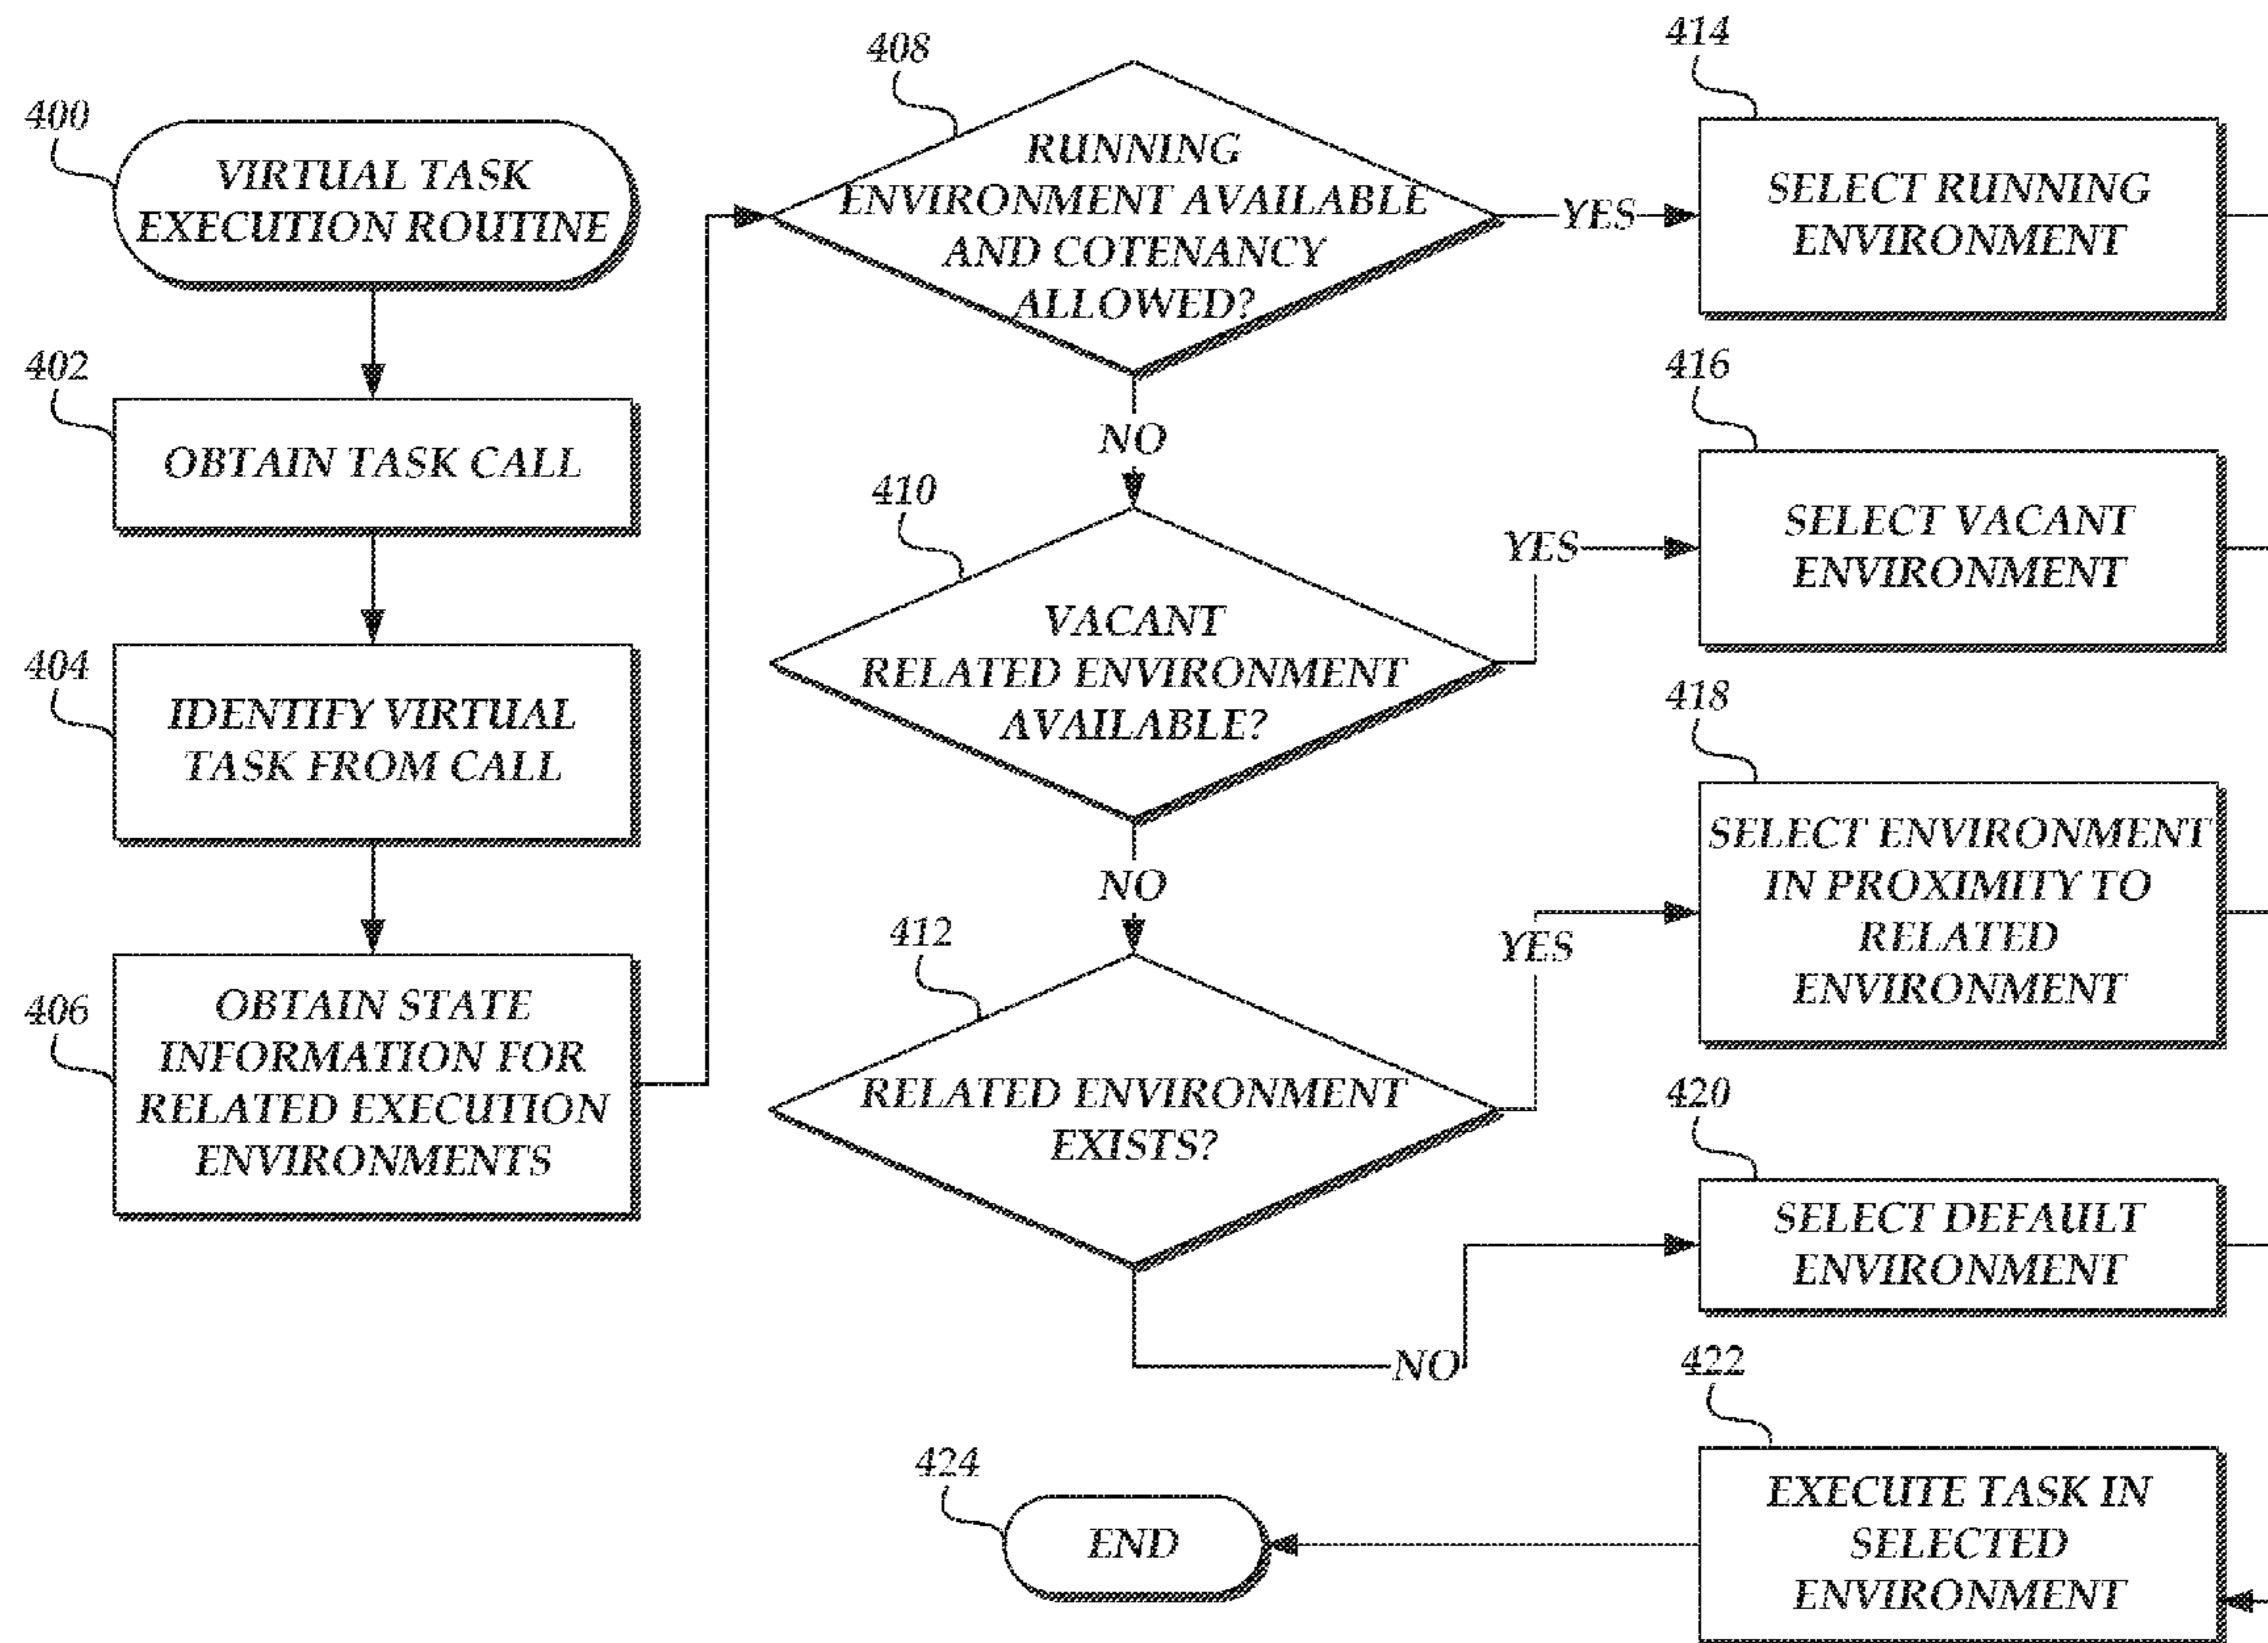 400
VIRTUAL TASK
EXECUTION ROUTINE
402
OBTAIN TASK CALL
404
IDENTIFY VIRTUAL
TASK FROM CALL
406
OBTAIN STATE
INFORMATION FOR
RELATED EXECUTION
ENVIRONMENTS
408
RUNNING
ENVIRONMENT AVAILABLE
AND COTENANCY
ALLOWED?
YES
NO
410
VACANT
RELATED ENVIRONMENT
AVAILABLE?
YES
NO
412
RELATED ENVIRONMENT
EXISTS?
YES
NO
414
SELECT RUNNING
ENVIRONMENT
416
SELECT VACANT
ENVIRONMENT
418
SELECT ENVIRONMENT
IN PROXIMITY TO
RELATED
ENVIRONMENT
420
SELECT DEFAULT
ENVIRONMENT
422
EXECUTE TASK IN
SELECTED
ENVIRONMENT
424
END